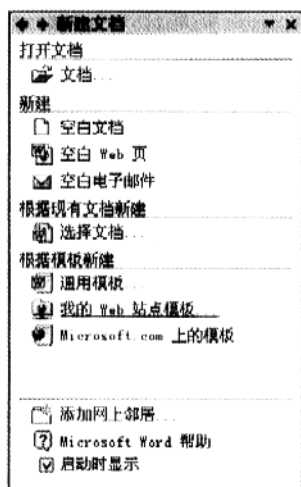 新建文档
打开文档
文档...
新建
空白文档
空白 Web 页
空白电子邮件
根据现有文档新建
选择文档...
根据模板新建
通用模板...
我的 Web 站点模板...
Microsoft.com 上的模板
添加网上邻居...
Microsoft Word 帮助
启动时显示